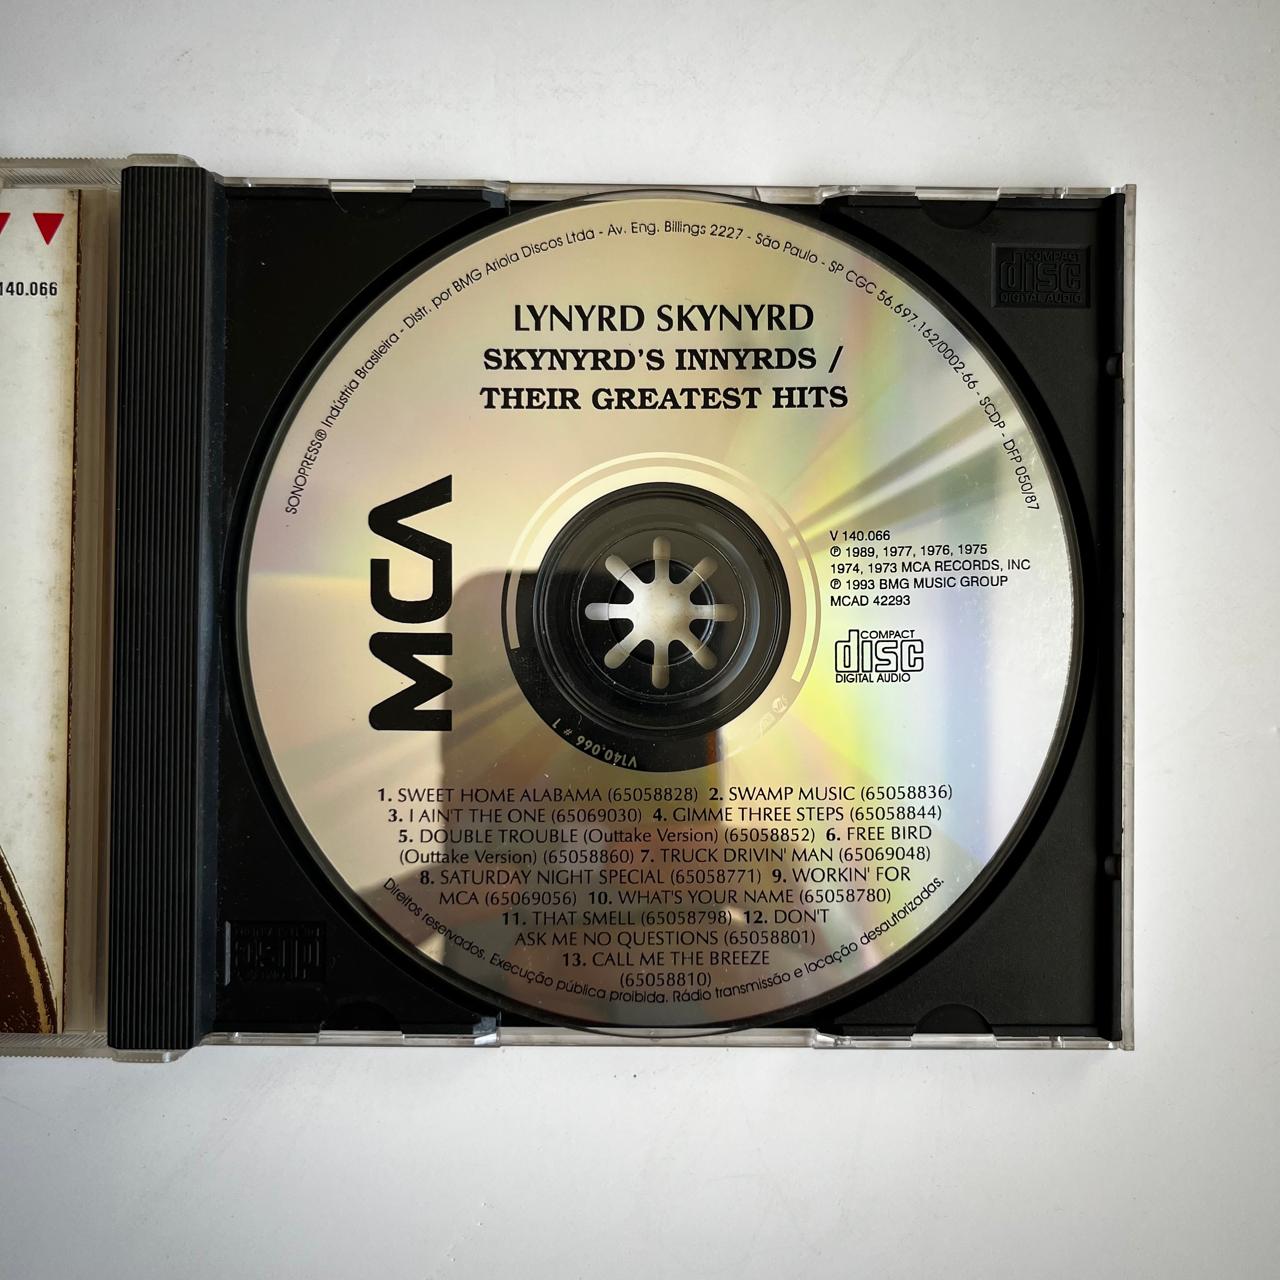 140.066
COMPACT
disc
DIGITAL AUDIO
SONOPRESS® Indústria Brasileira - Distr. por BMG Ariola Discos Ltda - Av. Eng. Billings 2227 - São Paulo - SP CGC 56.697.162/0002-66 - SCDP - DFP 050/87
LYNYRD SKYNYRD
SKYNYRD'S INNYRDS /
THEIR GREATEST HITS
MCA
V 140.066
℗ 1989, 1977, 1976, 1975
1974, 1973 MCA RECORDS, INC
℗ 1993 BMG MUSIC GROUP
MCAD 42293
COMPACT
disc
DIGITAL AUDIO
V140.066 # 1
1. SWEET HOME ALABAMA (65058828) 2. SWAMP MUSIC (65058836)
3. I AIN'T THE ONE (65069030) 4. GIMME THREE STEPS (65058844)
5. DOUBLE TROUBLE (Outtake Version) (65058852) 6. FREE BIRD
(Outtake Version) (65058860) 7. TRUCK DRIVIN' MAN (65069048)
8. SATURDAY NIGHT SPECIAL (65058771) 9. WORKIN' FOR
MCA (65069056) 10. WHAT'S YOUR NAME (65058780)
11. THAT SMELL (65058798) 12. DON'T
ASK ME NO QUESTIONS (65058801)
13. CALL ME THE BREEZE
(65058810)
Direitos reservados. Execução pública proibida. Rádio transmissão e locação desautorizadas.
COMPACT
disc
DIGITAL AUDIO